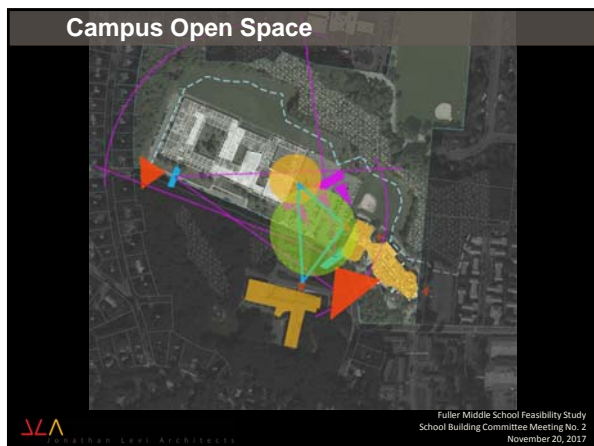 Campus Open Space
Jonathan Levi Architects
Fuller Middle School Feasibility Study
School Building Committee Meeting No. 2
November 20, 2017